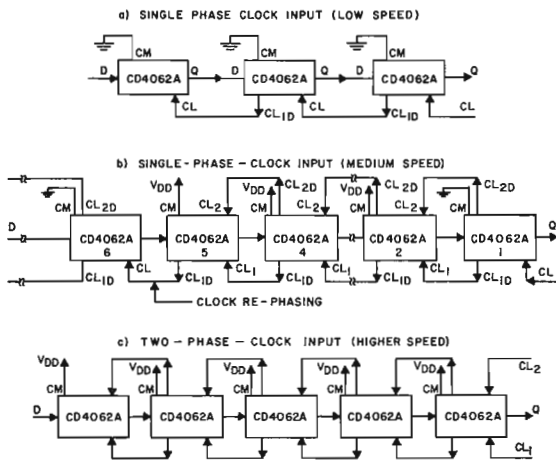 a) SINGLE PHASE CLOCK INPUT (LOW SPEED)
CM CM CM
D Q D Q D Q
CD4062A CD4062A CD4062A
CL CL CL
CL1D CL1D CL1D
b) SINGLE-PHASE-CLOCK INPUT (MEDIUM SPEED)
CL2D VDD CL2 CL2D VDD CL2 VDD CL2D CL2 CL2D
CM CM CM CM CM
D Q
CD4062A CD4062A CD4062A CD4062A CD4062A
6 5 4 2 1
CL1D CL CL1D CL1 CL1D CL1 CL1D CL1 CL1D CL
CLOCK RE-PHASING
c) TWO-PHASE-CLOCK INPUT (HIGHER SPEED)
VDD VDD VDD VDD VDD CL2
CM CM CM CM CM
D Q
CD4062A CD4062A CD4062A CD4062A CD4062A
CL1